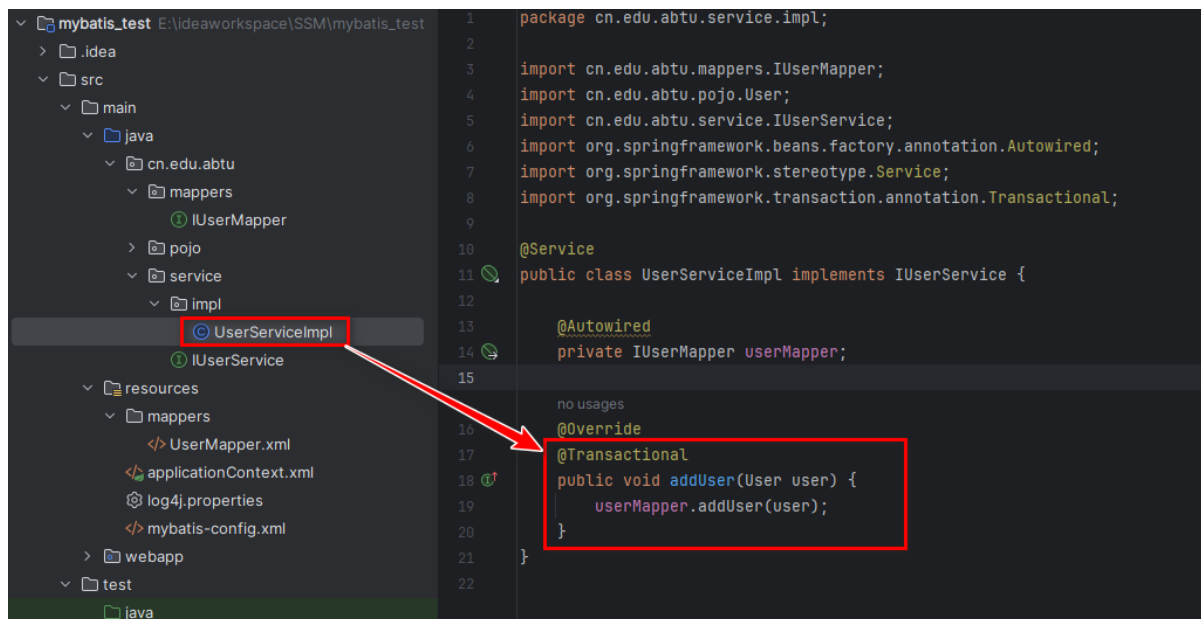 mybatis_test E:\ideaworkspace\SSM\mybatis_test
.idea
src
main
java
cn.edu.abtu
mappers
IUserMapper
pojo
service
impl
UserServiceImpl
IUserService
resources
mappers
UserMapper.xml
applicationContext.xml
log4j.properties
mybatis-config.xml
webapp
test
java
1 package cn.edu.abtu.service.impl;
2
3 import cn.edu.abtu.mappers.IUserMapper;
4 import cn.edu.abtu.pojo.User;
5 import cn.edu.abtu.service.IUserService;
6 import org.springframework.beans.factory.annotation.Autowired;
7 import org.springframework.stereotype.Service;
8 import org.springframework.transaction.annotation.Transactional;
9
10 @Service
11 public class UserServiceImpl implements IUserService {
12
13 @Autowired
14 private IUserMapper userMapper;
15
no usages
16 @Override
17 @Transactional
18 public void addUser(User user) {
19 userMapper.addUser(user);
20 }
21 }
22